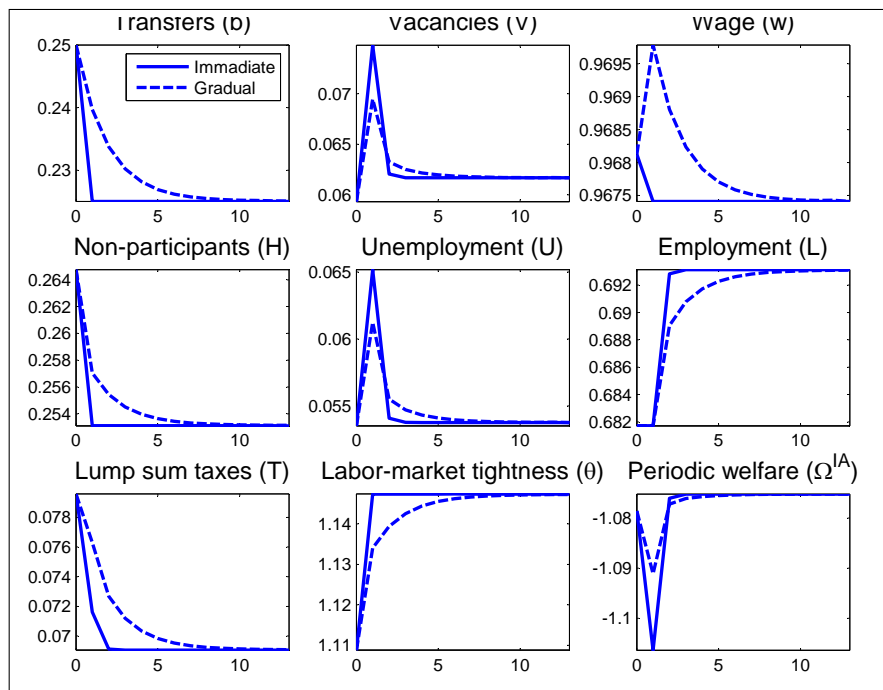 Transfers (b) Vacancies (V) Wage (w)
0.25
0.24
0.23
0 5 10
Immadiate
Gradual
0.07
0.065
0.06
0 5 10
0.9695
0.969
0.9685
0.968
0.9675
0 5 10
Non-participants (H) Unemployment (U) Employment (L)
0.264
0.262
0.26
0.258
0.256
0.254
0 5 10
0.065
0.06
0.055
0 5 10
0.692
0.69
0.688
0.686
0.684
0.682
0 5 10
Lump sum taxes (T) Labor-market tightness (θ) Periodic welfare (Ω^IA)
0.078
0.076
0.074
0.072
0.07
0 5 10
1.14
1.13
1.12
1.11
0 5 10
-1.08
-1.09
-1.1
0 5 10